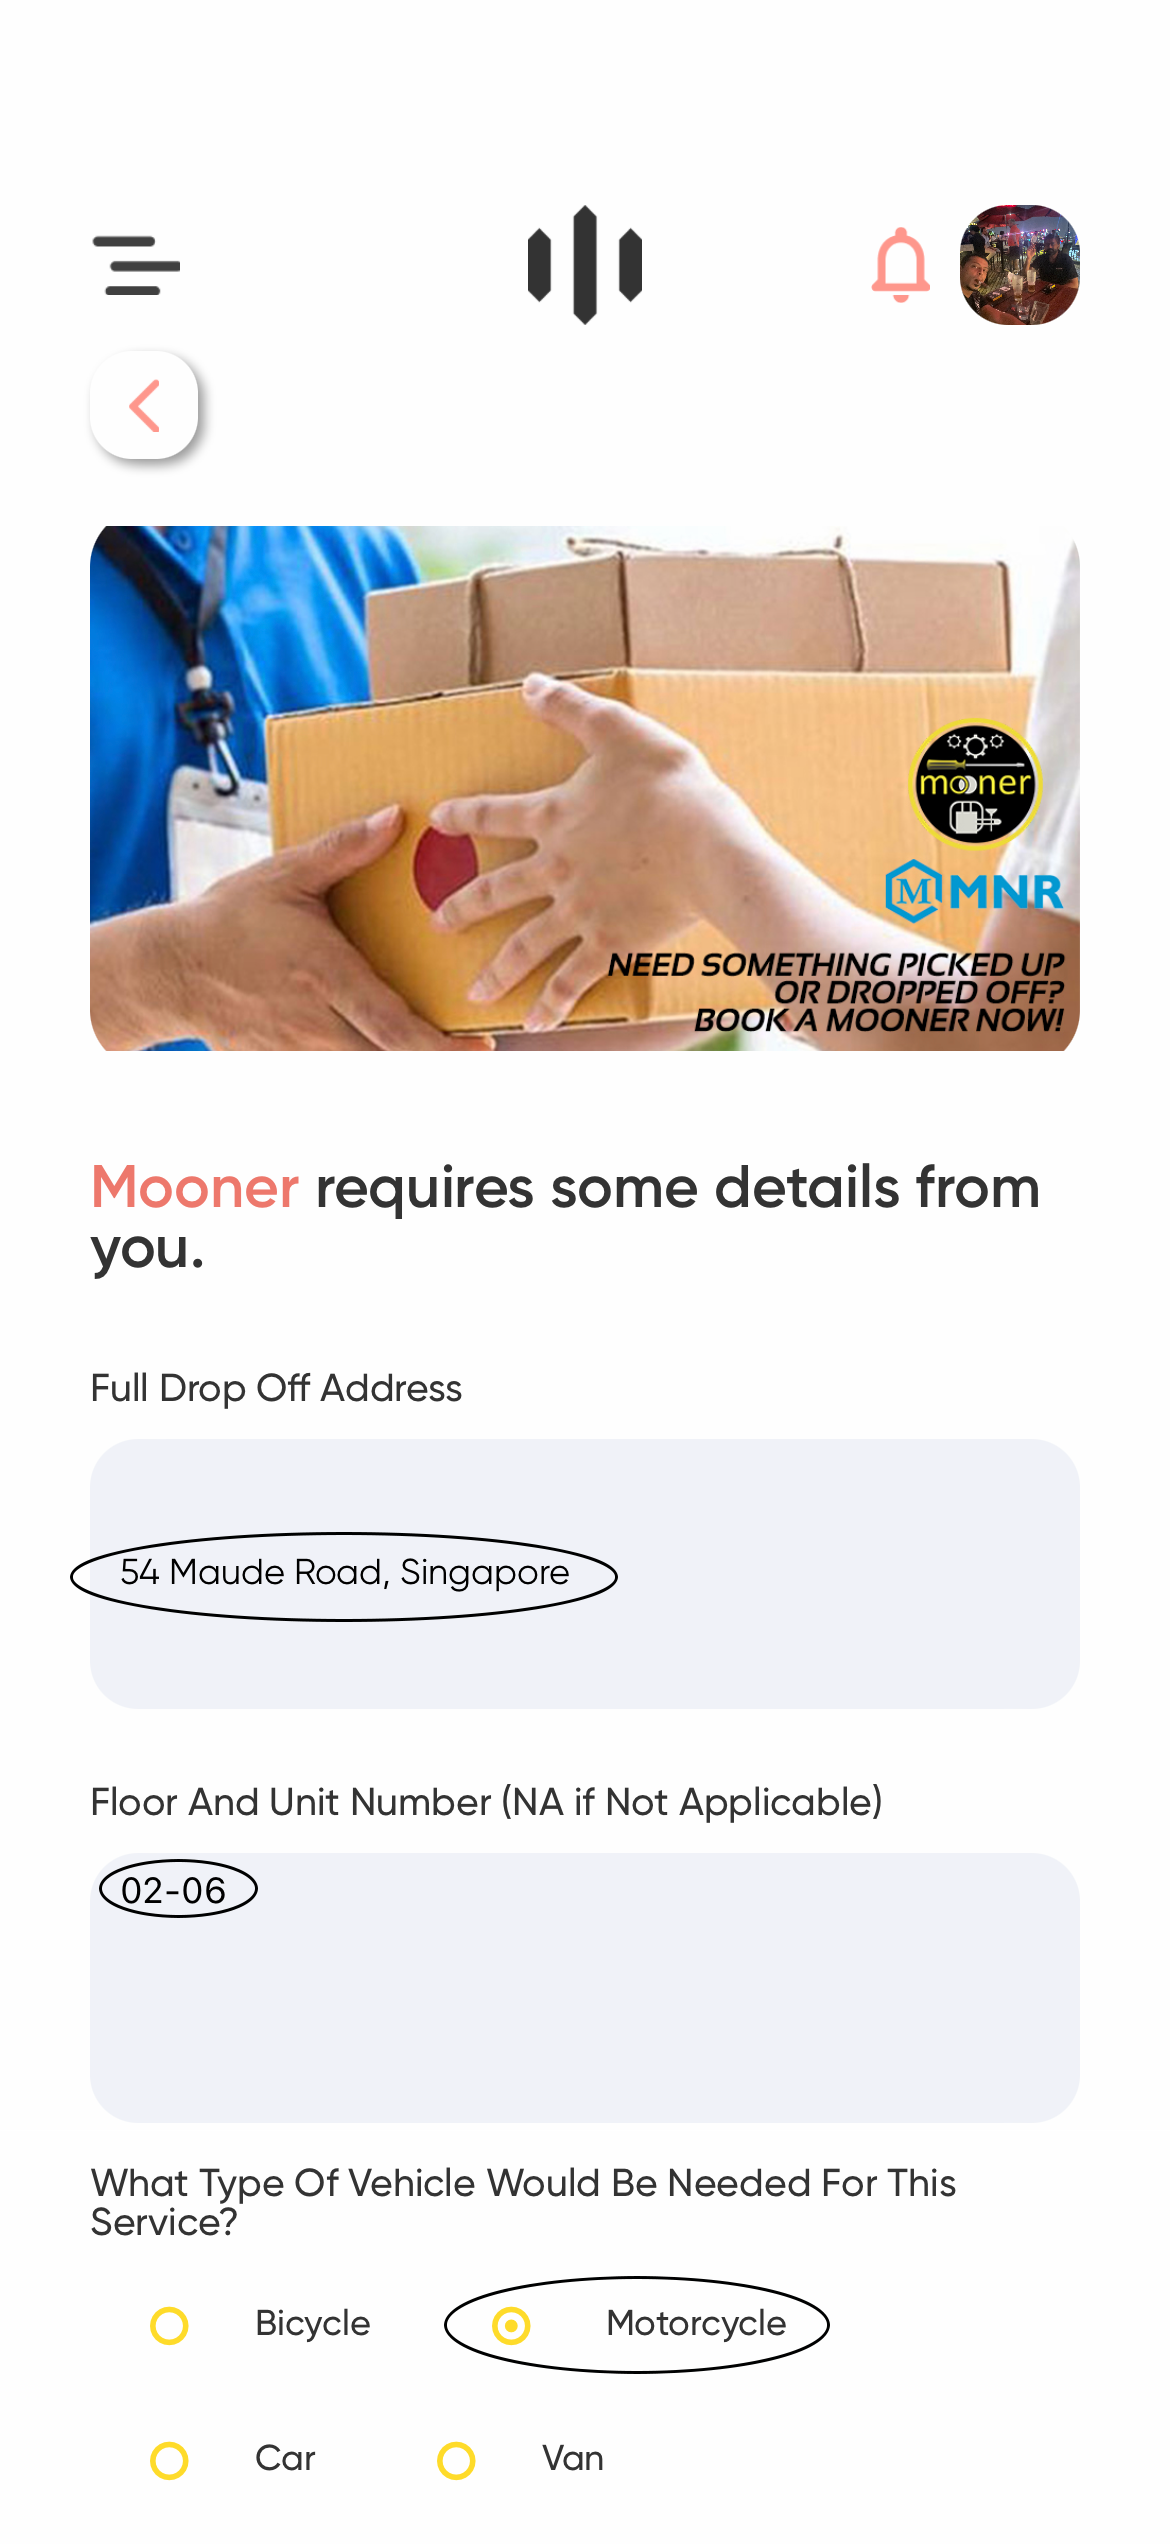 mooner
M MNR
NEED SOMETHING PICKED UP
OR DROPPED OFF?
BOOK A MOONER NOW!
Mooner requires some details from
you.
Full Drop Off Address
54 Maude Road, Singapore
Floor And Unit Number (NA if Not Applicable)
02-06
What Type Of Vehicle Would Be Needed For This
Service?
Bicycle Motorcycle
Car Van